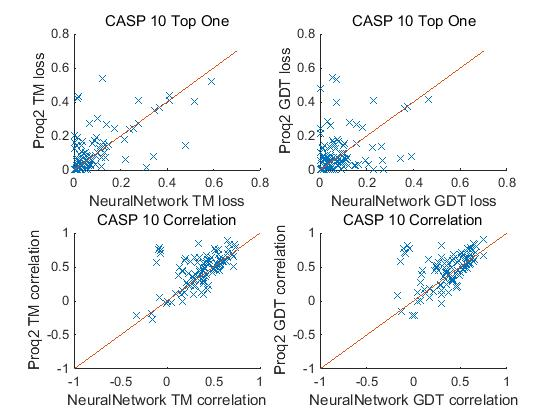 CASP 10 Top One
CASP 10 Top One
0.8
0.6
0.4
0.2
0
Proq2 TM loss
0 0.2 0.4 0.6 0.8
NeuralNetwork TM loss
0.8
0.6
0.4
0.2
0
Proq2 GDT loss
0 0.2 0.4 0.6 0.8
NeuralNetwork GDT loss
CASP 10 Correlation
CASP 10 Correlation
1
0.5
0
-0.5
-1
Proq2 TM correlation
-1 -0.5 0 0.5 1
NeuralNetwork TM correlation
1
0.5
0
-0.5
-1
Proq2 GDT correlation
-1 -0.5 0 0.5 1
NeuralNetwork GDT correlation